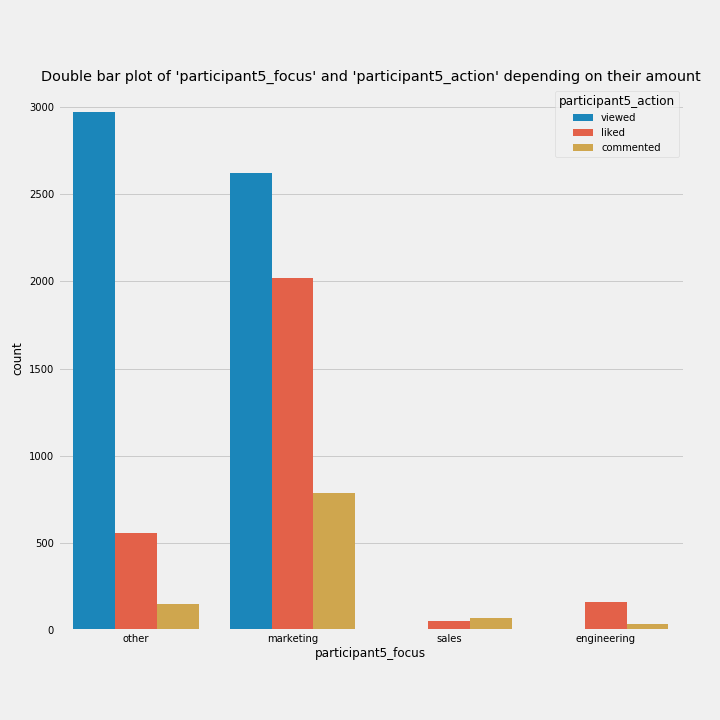 Double bar plot of 'participant5_focus' and 'participant5_action' depending on their amount
participant5_action
viewed
liked
commented
3000
2500
2000
1500
1000
500
0
count
other
marketing
sales
engineering
participant5_focus